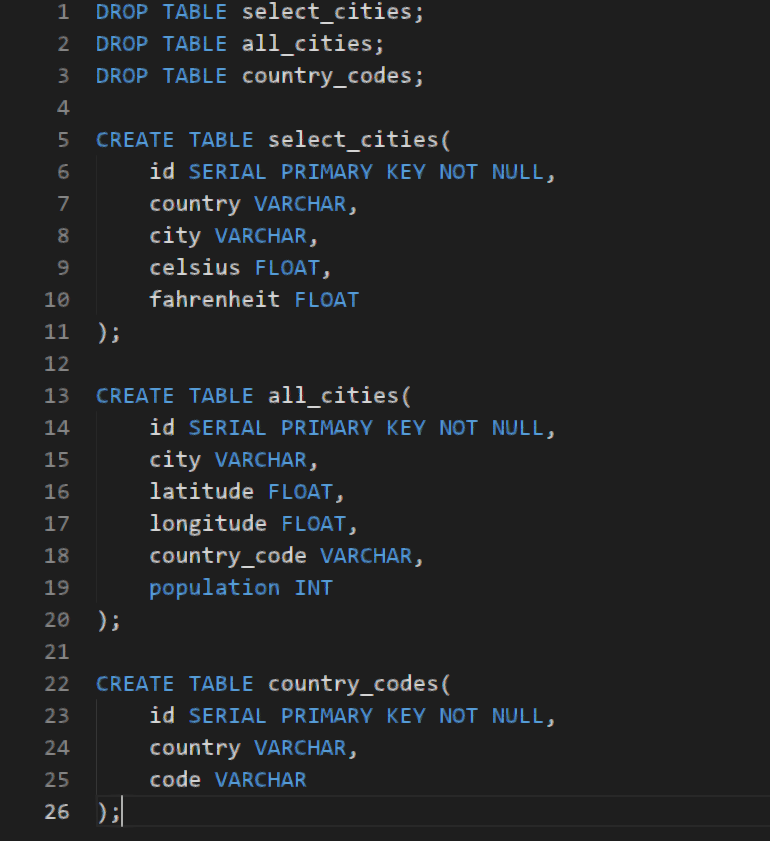 1 DROP TABLE select_cities;
2 DROP TABLE all_cities;
3 DROP TABLE country_codes;
4
5 CREATE TABLE select_cities(
6     id SERIAL PRIMARY KEY NOT NULL,
7     country VARCHAR,
8     city VARCHAR,
9     celsius FLOAT,
10     fahrenheit FLOAT
11 );
12
13 CREATE TABLE all_cities(
14     id SERIAL PRIMARY KEY NOT NULL,
15     city VARCHAR,
16     latitude FLOAT,
17     longitude FLOAT,
18     country_code VARCHAR,
19     population INT
20 );
21
22 CREATE TABLE country_codes(
23     id SERIAL PRIMARY KEY NOT NULL,
24     country VARCHAR,
25     code VARCHAR
26 );